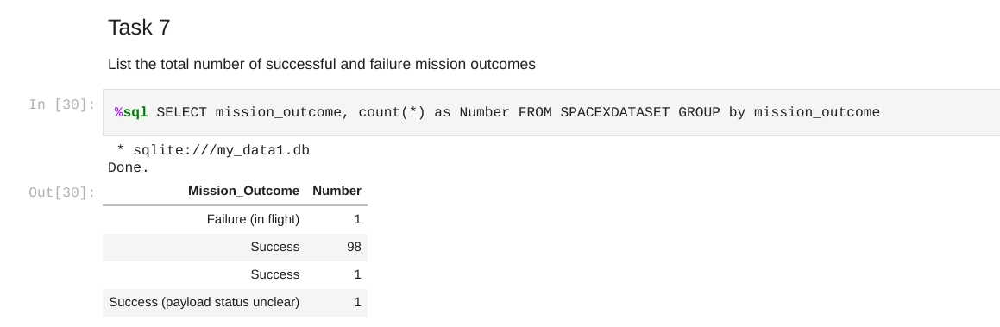 Task 7
List the total number of successful and failure mission outcomes
In [30]: %sql SELECT mission_outcome, count(*) as Number FROM SPACEXDATASET GROUP by mission_outcome
* sqlite:///my_data1.db
Done.
Out[30]: Mission_Outcome Number
Failure (in flight) 1
Success 98
Success 1
Success (payload status unclear) 1